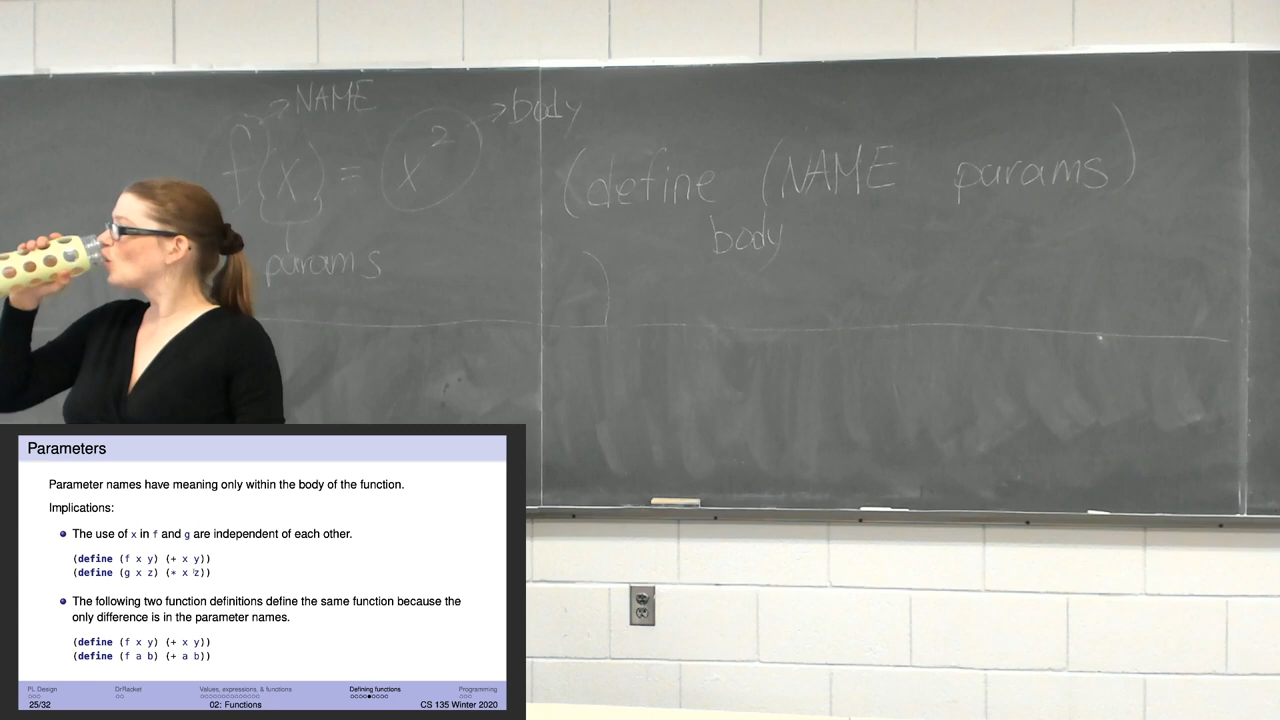 NAME
body
f(x) = x²
params
(define (NAME params)
body
)
Parameters
Parameter names have meaning only within the body of the function.
Implications:
The use of x in f and g are independent of each other.
(define (f x y) (+ x y))
(define (g x z) (* x z))
The following two function definitions define the same function because the
only difference is in the parameter names.
(define (f x y) (+ x y))
(define (f a b) (+ a b))
PL Design DrRacket Values, expressions, & functions Defining functions Programming
25/32 02: Functions CS 135 Winter 2020